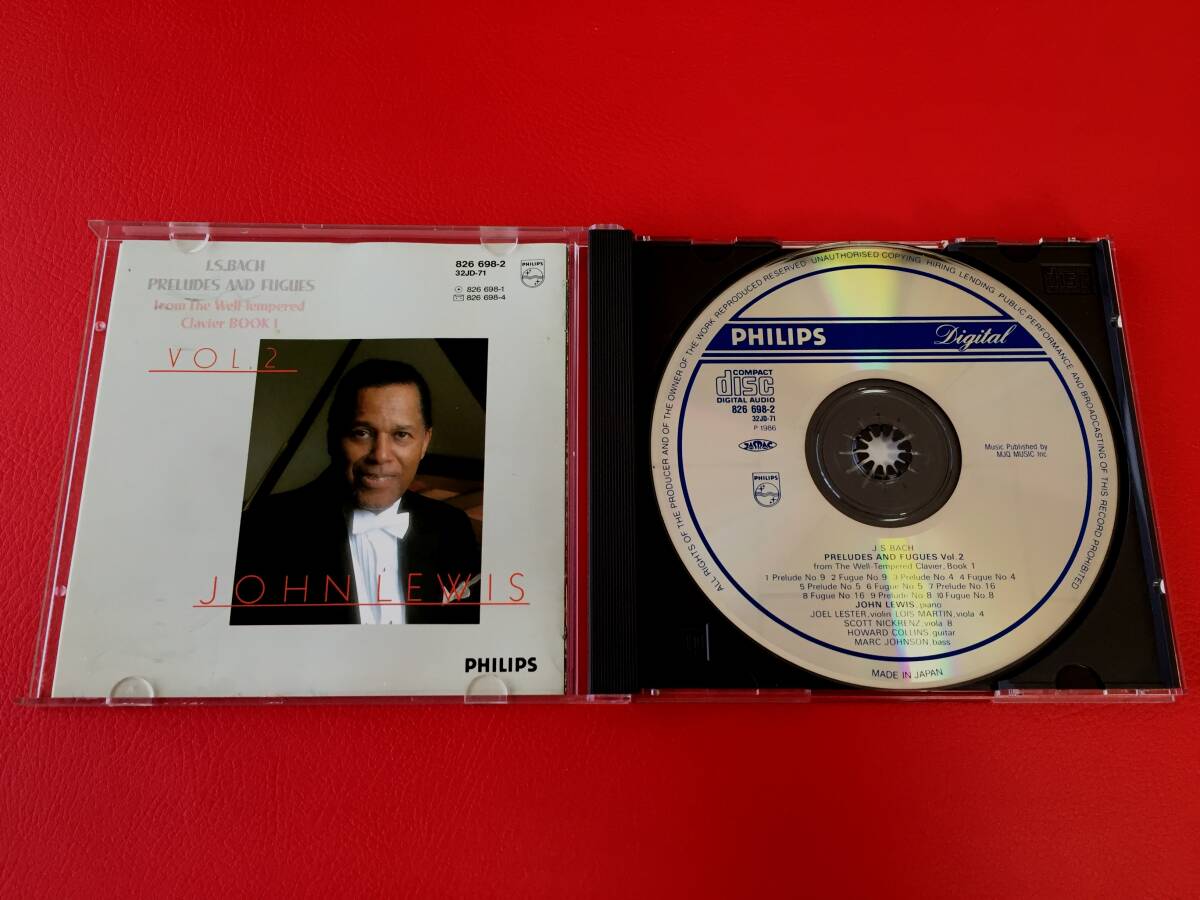 J.S.BACH
PRELUDES AND FUGUES
from The Well-Tempered
Clavier BOOK 1
VOL.2
826 698-2
32JD-71
826 698-1
826 698-4
PHILIPS
JOHN LEWIS
PHILIPS
ALL RIGHTS OF THE PRODUCER AND OF THE OWNER OF THE WORK REPRODUCED RESERVED UNAUTHORISED COPYING HIRING LENDING PUBLIC PERFORMANCE AND BROADCASTING OF THIS RECORD PROHIBITED
PHILIPS Digital
COMPACT
disc
DIGITAL AUDIO
826 698-2
32JD-71
P 1986
JASRAC
Music Published by
MJQ MUSIC Inc.
PHILIPS
J.S.BACH
PRELUDES AND FUGUES Vol.2
from The Well-Tempered Clavier, Book 1
1 Prelude No.9 2 Fugue No.9 3 Prelude No.4 4 Fugue No.4
5 Prelude No.5 6 Fugue No.5 7 Prelude No.16
8 Fugue No.16 9 Prelude No.8 10 Fugue No.8
JOHN LEWIS, piano
JOEL LESTER, violin LOIS MARTIN, viola 4
SCOTT NICKRENZ, viola 8
HOWARD COLLINS, guitar
MARC JOHNSON, bass
MADE IN JAPAN